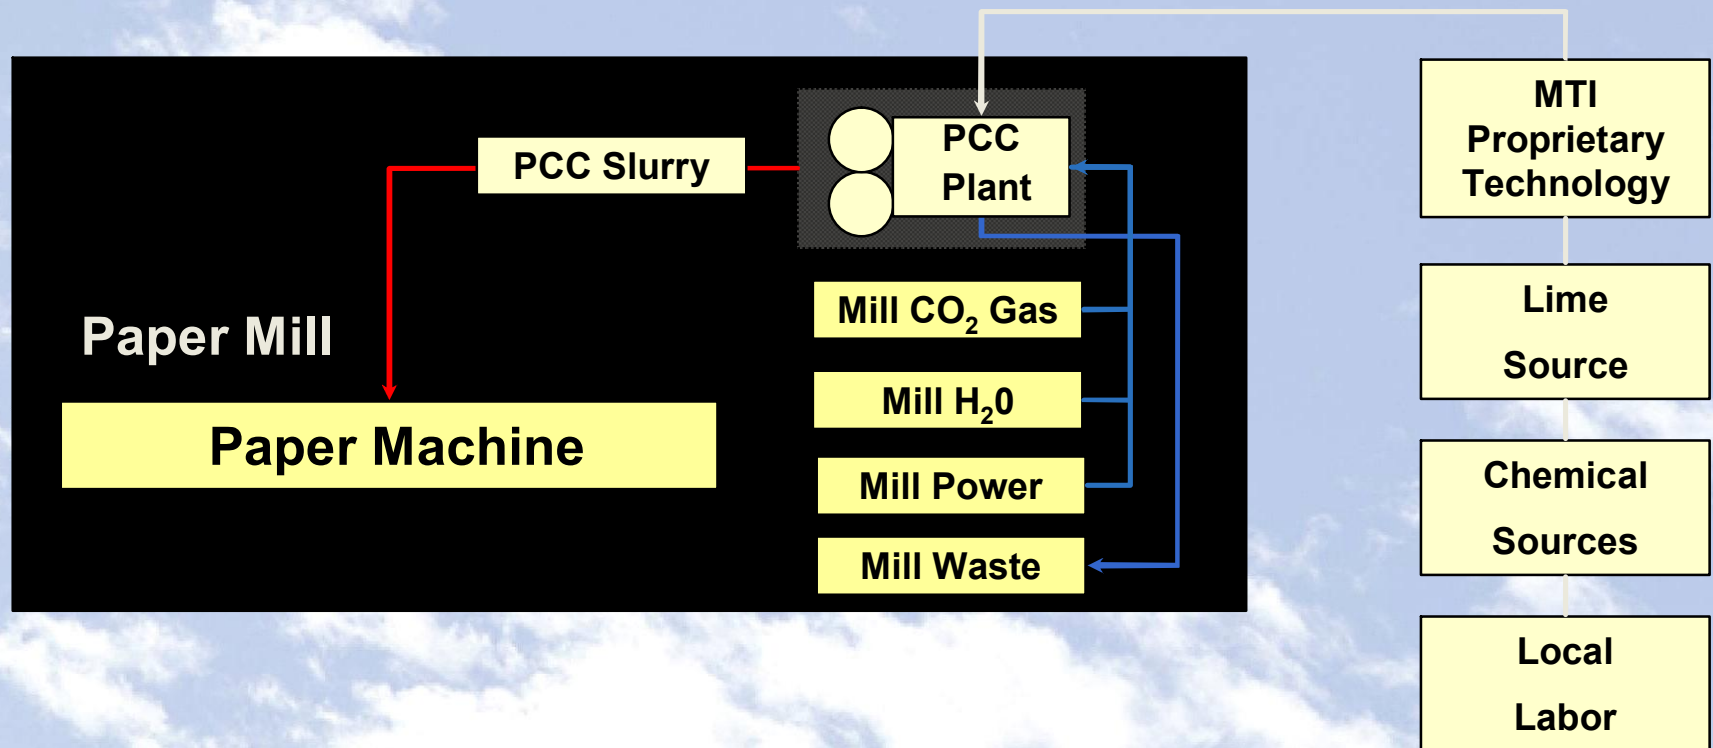 PCC Slurry
PCC
Plant
Mill CO₂ Gas
Paper Mill
Mill H₂0
Paper Machine
Mill Power
Mill Waste
MTI
Proprietary
Technology
Lime
Source
Chemical
Sources
Local
Labor